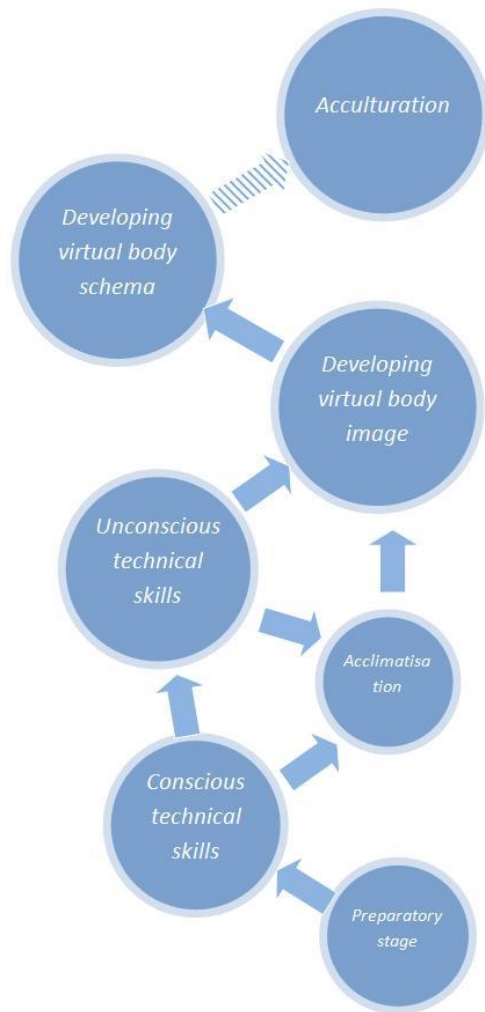 Acculturation
Developing
virtual body
schema
Developing
virtual body
image
Unconscious
technical
skills
Acclimatisa
tion
Conscious
technical
skills
Preparatory
stage